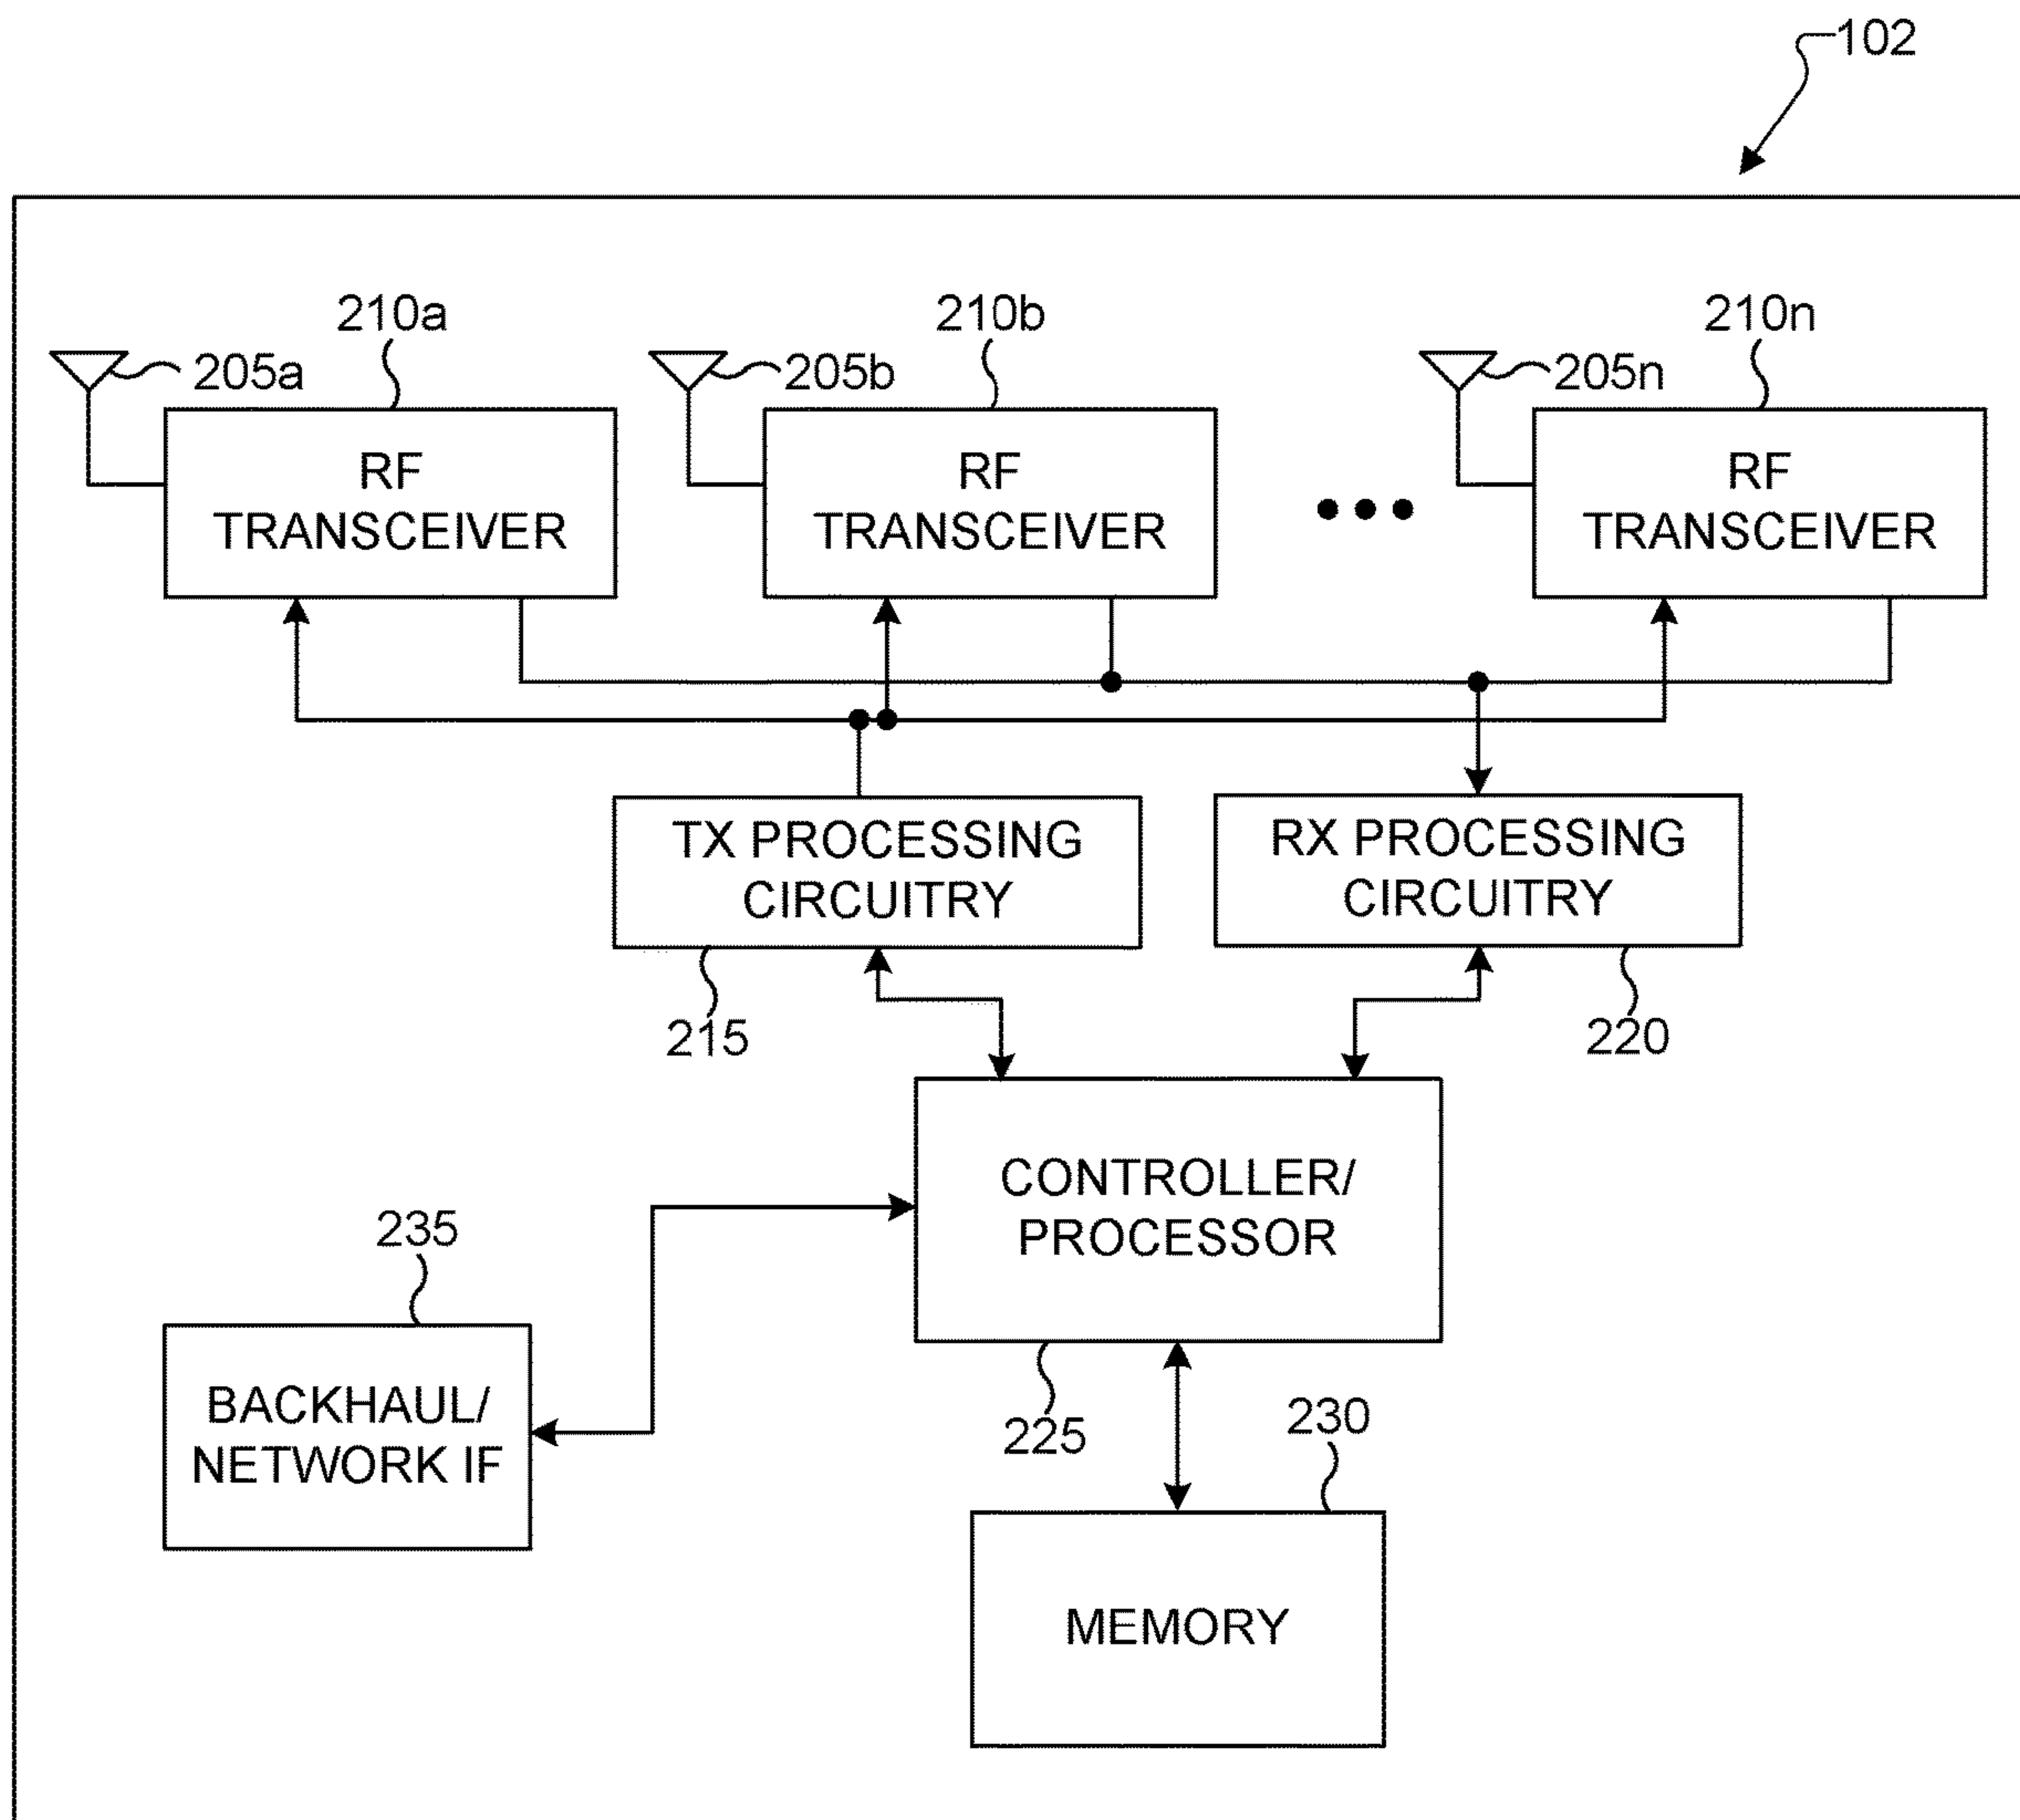 102
210a
210b
210n
205a
205b
205n
RF
TRANSCEIVER
RF
TRANSCEIVER
RF
TRANSCEIVER
TX PROCESSING
CIRCUITRY
RX PROCESSING
CIRCUITRY
215
220
CONTROLLER/
PROCESSOR
235
BACKHAUL/
NETWORK IF
225
230
MEMORY